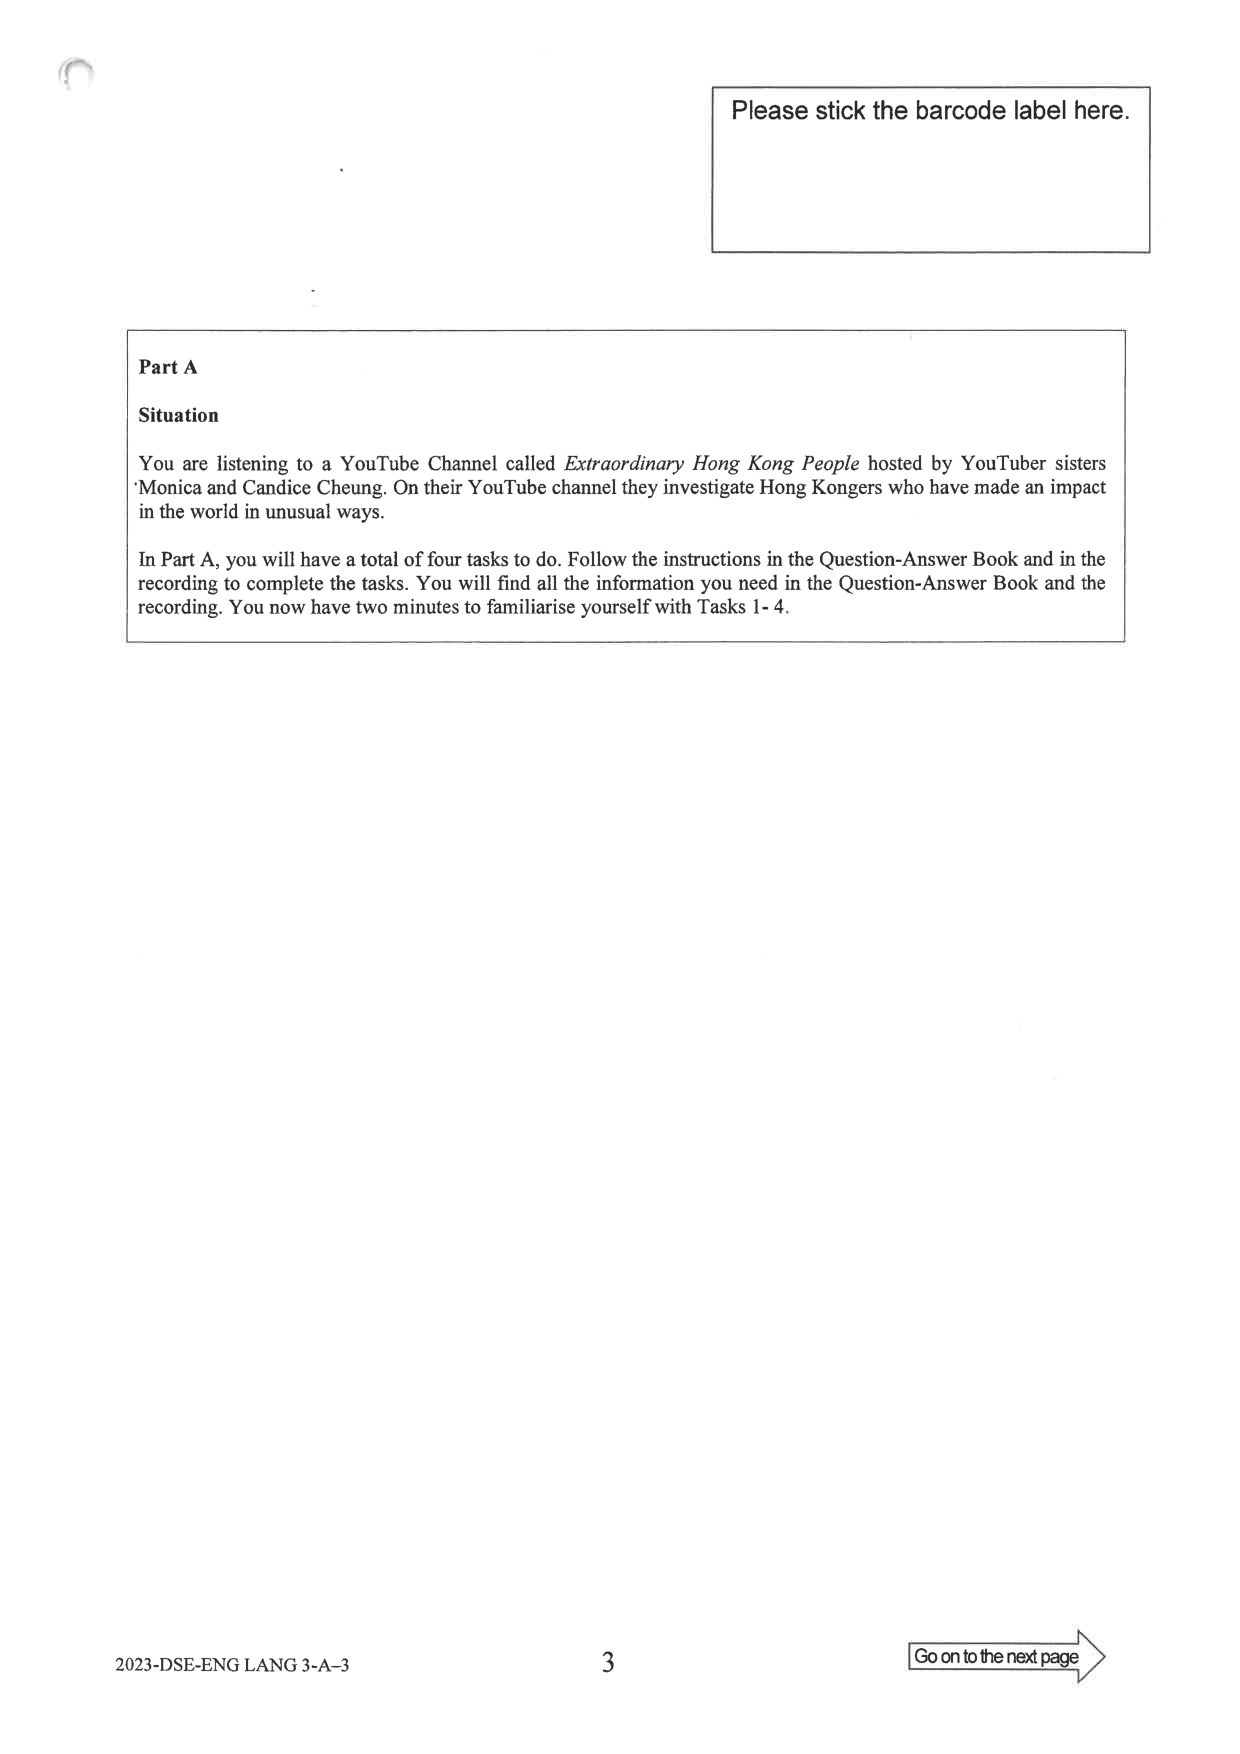 Please stick the barcode label here.
Part A
Situation
You are listening to a YouTube Channel called Extraordinary Hong Kong People hosted by YouTuber sisters
Monica and Candice Cheung. On their YouTube channel they investigate Hong Kongers who have made an impact
in the world in unusual ways.
In Part A, you will have a total of four tasks to do. Follow the instructions in the Question-Answer Book and in the
recording to complete the tasks. You will find all the information you need in the Question-Answer Book and the
recording. You now have two minutes to familiarise yourself with Tasks 1- 4.
2023-DSE-ENG LANG 3-A–3
3
Go on to the next page